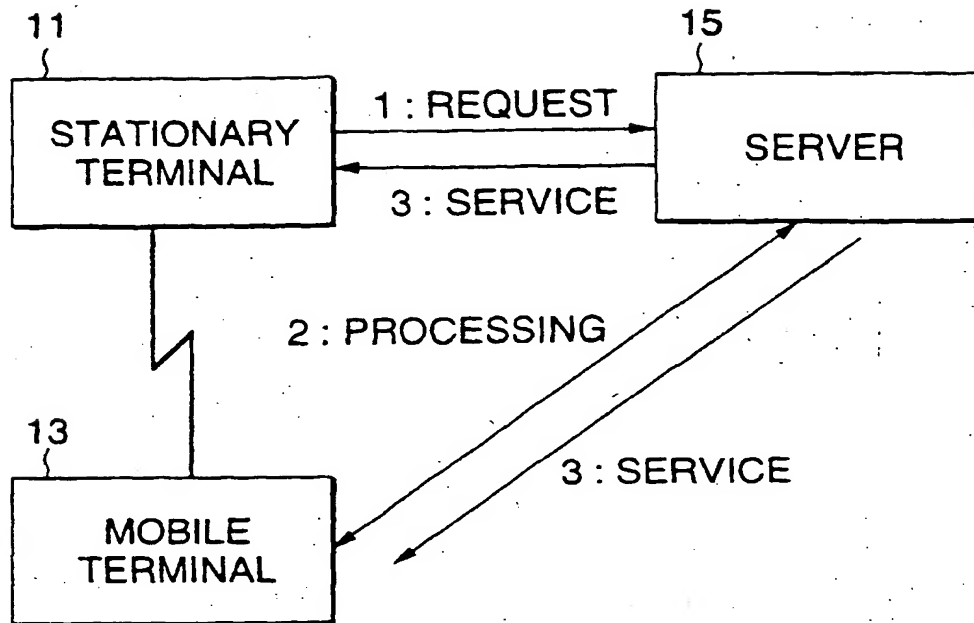 11
15
STATIONARY
TERMINAL
1 : REQUEST
SERVER
3 : SERVICE
2 : PROCESSING
13
3 : SERVICE
MOBILE
TERMINAL